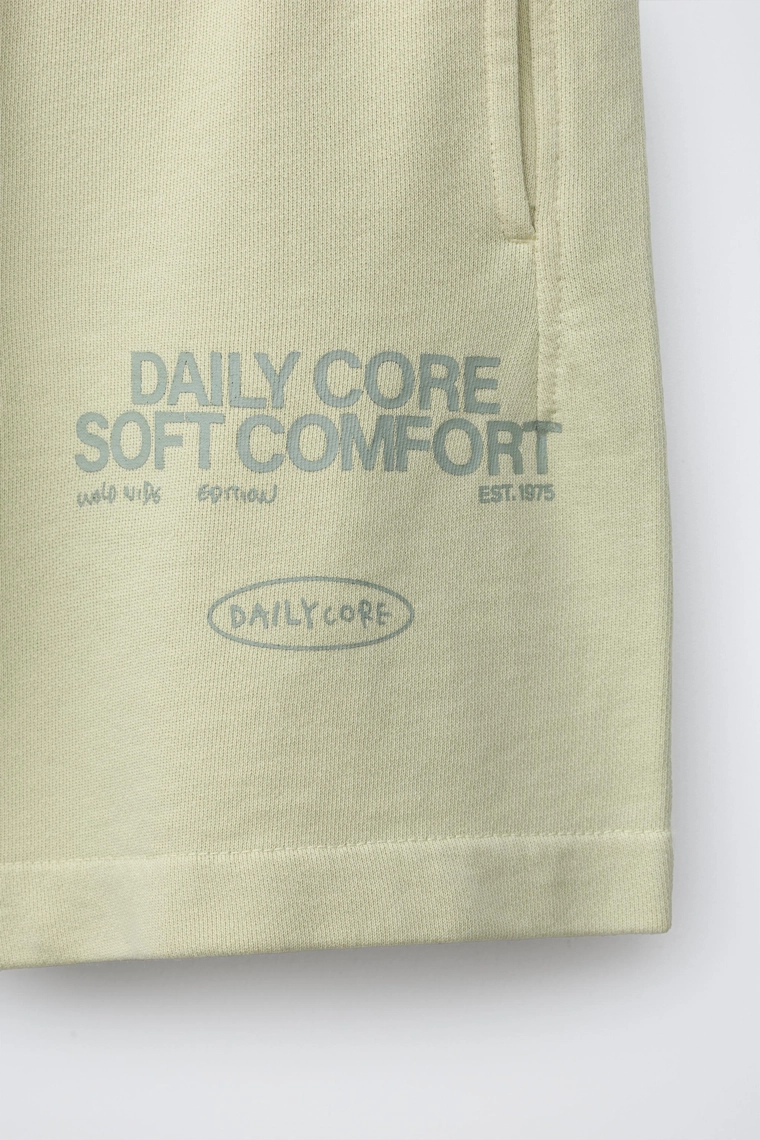 DAILY CORE
SOFT COMFORT
EDITION EST. 1975
DAILYCORE